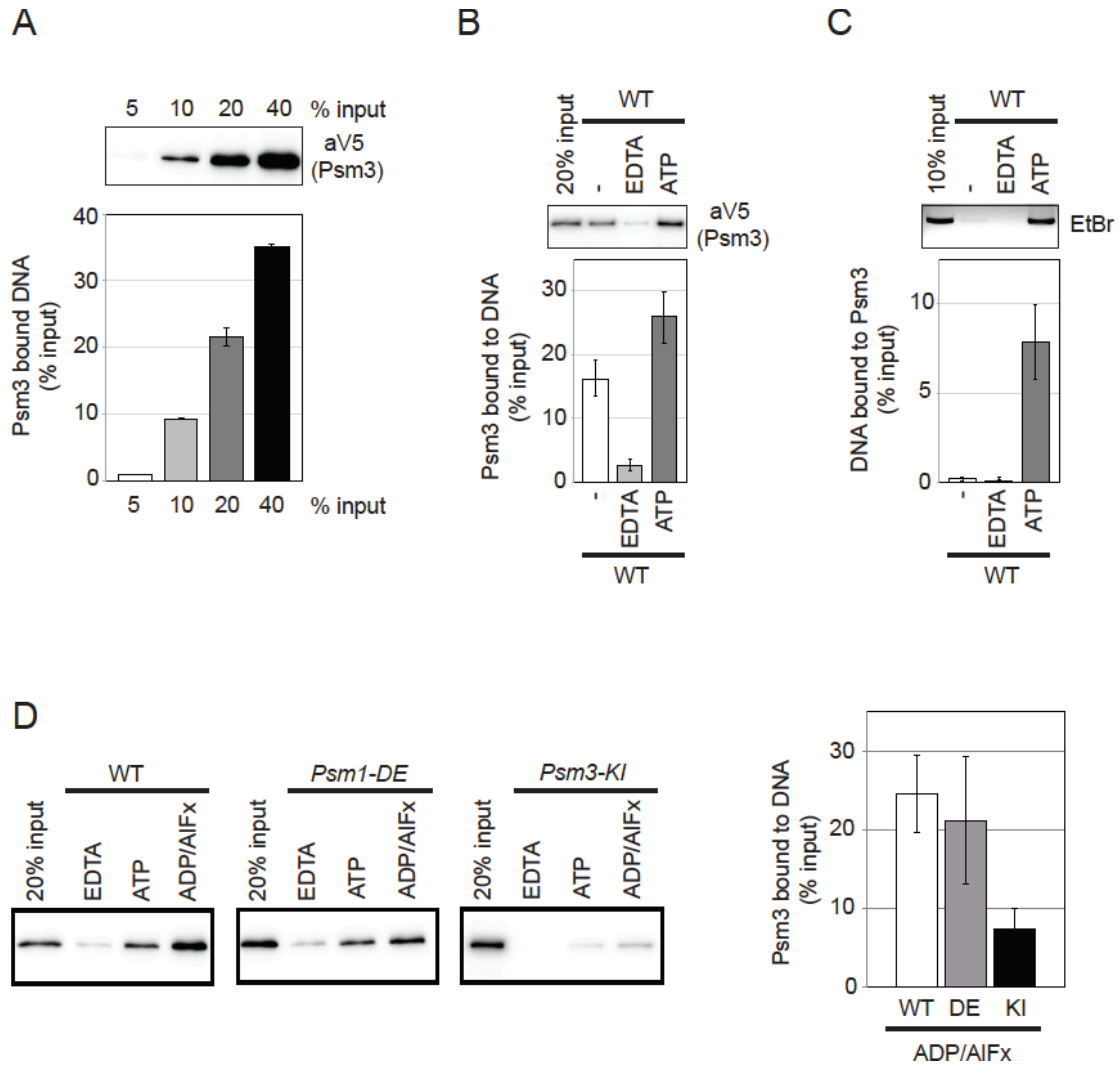 A
5 10 20 40 % input
aV5
(Psm3)
Psm3 bound DNA
(% input)
40
30
20
10
0
5 10 20 40 % input
B
WT
20% input
-
EDTA
ATP
aV5
(Psm3)
Psm3 bound to DNA
(% input)
30
20
10
0
-
EDTA
ATP
WT
C
WT
10% input
-
EDTA
ATP
EtBr
DNA bound to Psm3
(% input)
10
5
0
-
EDTA
ATP
WT
D
WT
20% input
EDTA
ATP
ADP/AlFx
Psm1-DE
20% input
EDTA
ATP
ADP/AlFx
Psm3-KI
20% input
EDTA
ATP
ADP/AlFx
Psm3 bound to DNA
(% input)
30
20
10
0
WT DE KI
ADP/AlFx